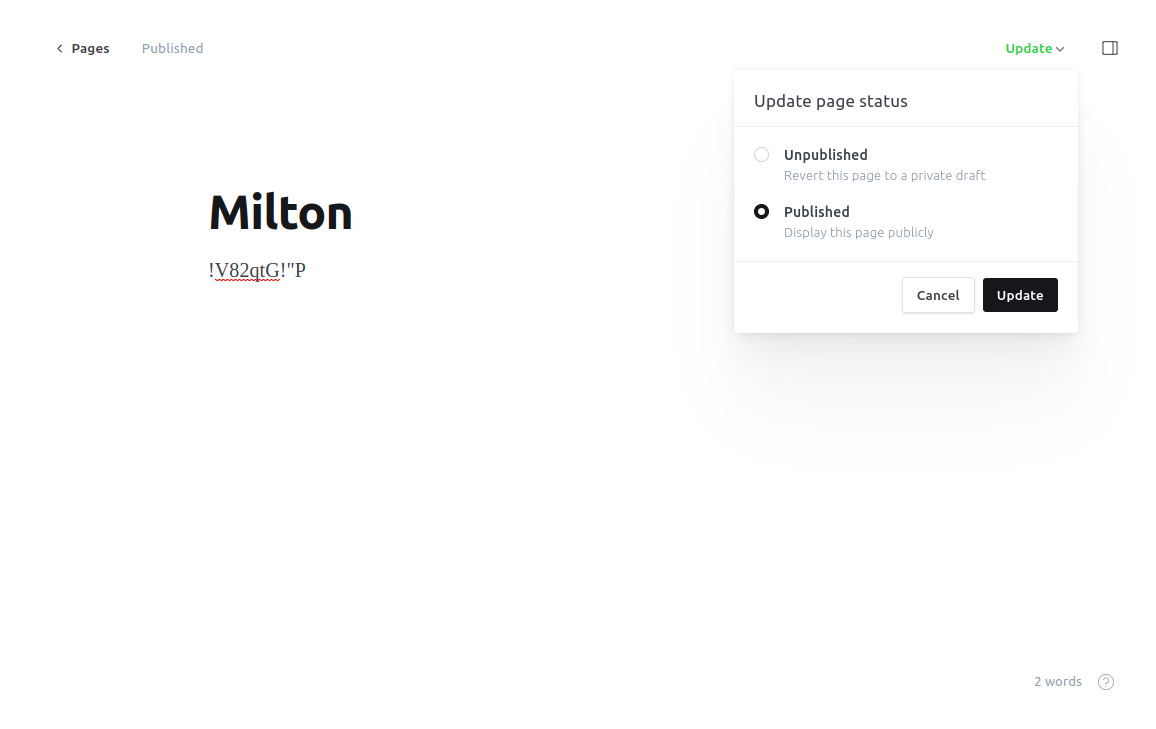 Pages
Published
Update
Update page status
Unpublished
Revert this page to a private draft
Published
Display this page publicly
Cancel
Update
Milton
!V82qtG!"P
2 words
?